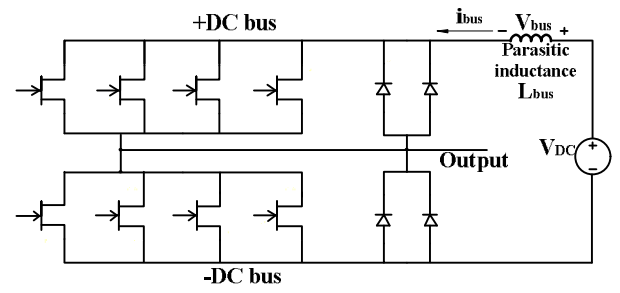 +DC bus
ibus
− Vbus +
Parasitic
inductance
Lbus
VDC
+
−
Output
-DC bus